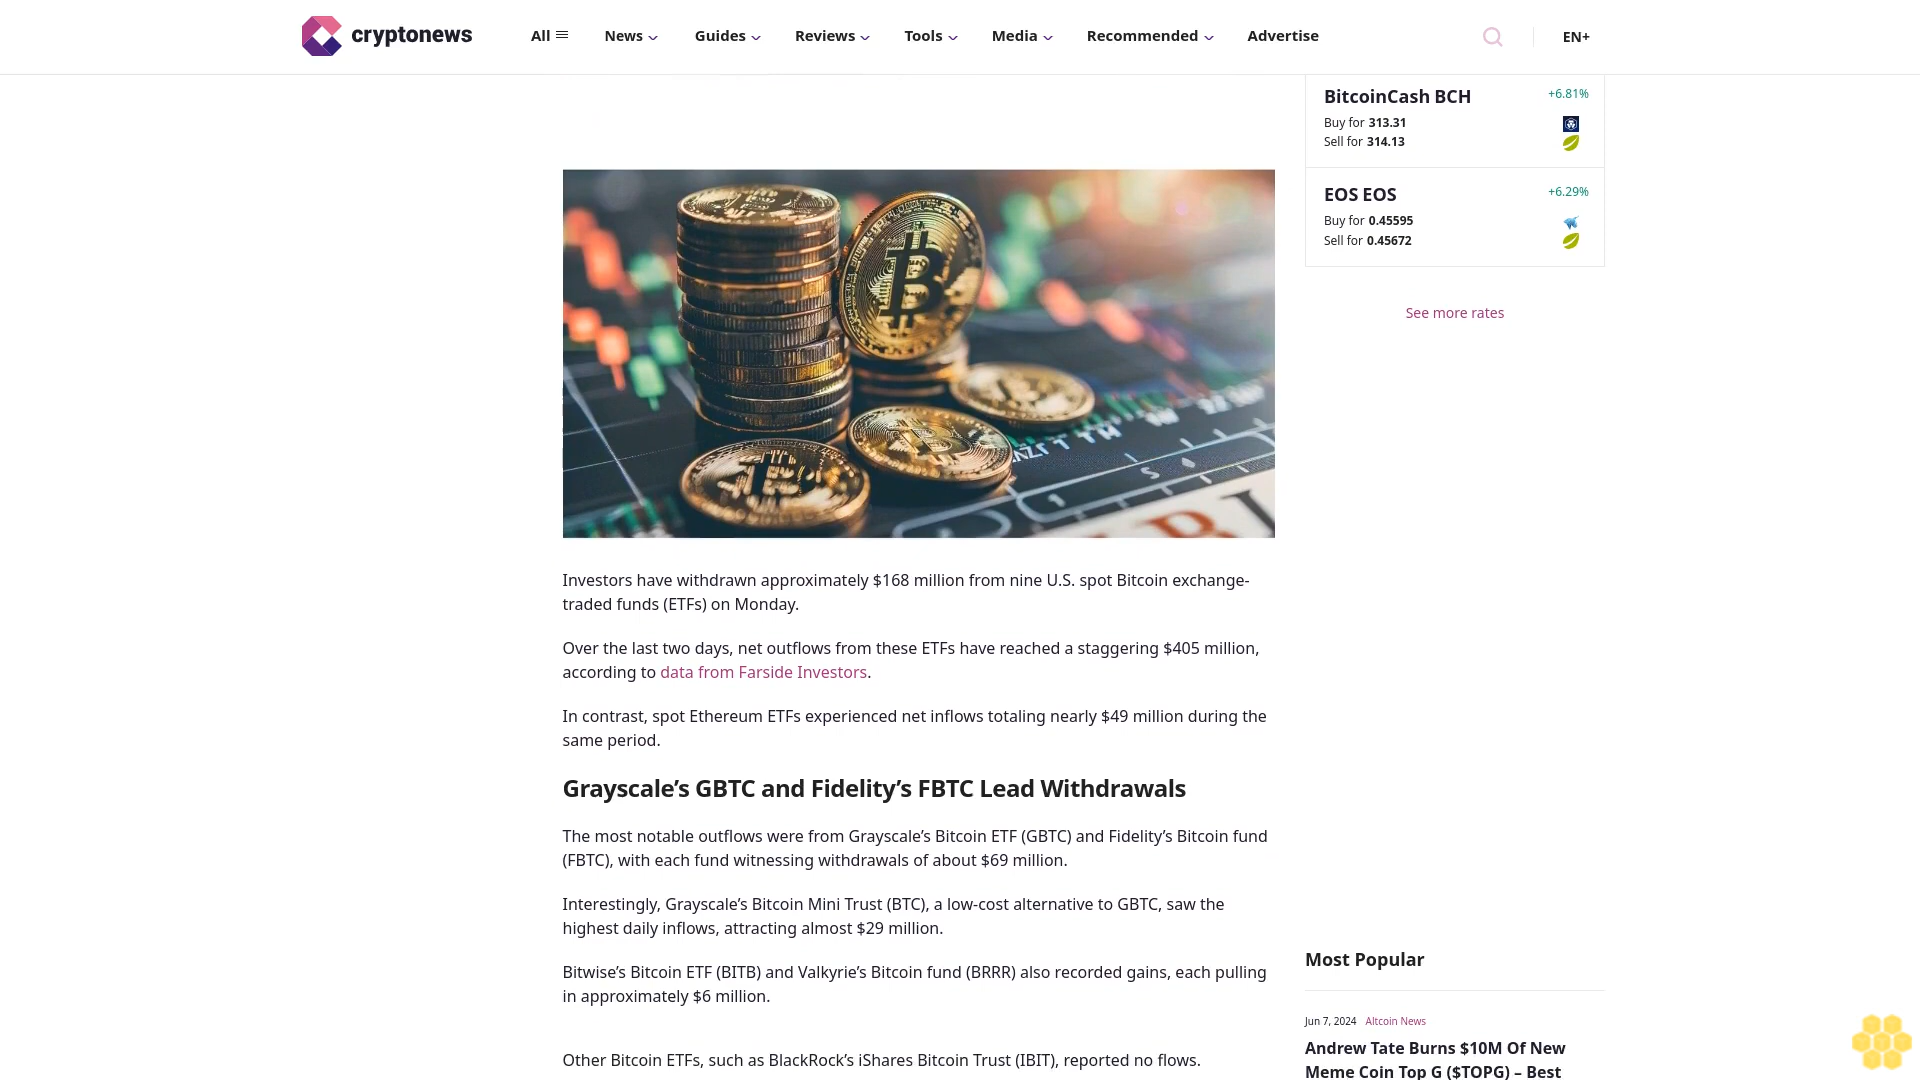 cryptonews
All
News
Guides
Reviews
Tools
Media
Recommended
Advertise
EN+
BitcoinCash BCH
+6.81%
Buy for 313.31
Sell for 314.13
EOS EOS
+6.29%
Buy for 0.45595
Sell for 0.45672
See more rates
Investors have withdrawn approximately $168 million from nine U.S. spot Bitcoin exchange-
traded funds (ETFs) on Monday.
Over the last two days, net outflows from these ETFs have reached a staggering $405 million,
according to data from Farside Investors.
In contrast, spot Ethereum ETFs experienced net inflows totaling nearly $49 million during the
same period.
Grayscale’s GBTC and Fidelity’s FBTC Lead Withdrawals
The most notable outflows were from Grayscale’s Bitcoin ETF (GBTC) and Fidelity’s Bitcoin fund
(FBTC), with each fund witnessing withdrawals of about $69 million.
Interestingly, Grayscale’s Bitcoin Mini Trust (BTC), a low-cost alternative to GBTC, saw the
highest daily inflows, attracting almost $29 million.
Bitwise’s Bitcoin ETF (BITB) and Valkyrie’s Bitcoin fund (BRRR) also recorded gains, each pulling
in approximately $6 million.
Other Bitcoin ETFs, such as BlackRock’s iShares Bitcoin Trust (IBIT), reported no flows.
Most Popular
Jun 7, 2024 Altcoin News
Andrew Tate Burns $10M Of New
Meme Coin Top G ($TOPG) – Best